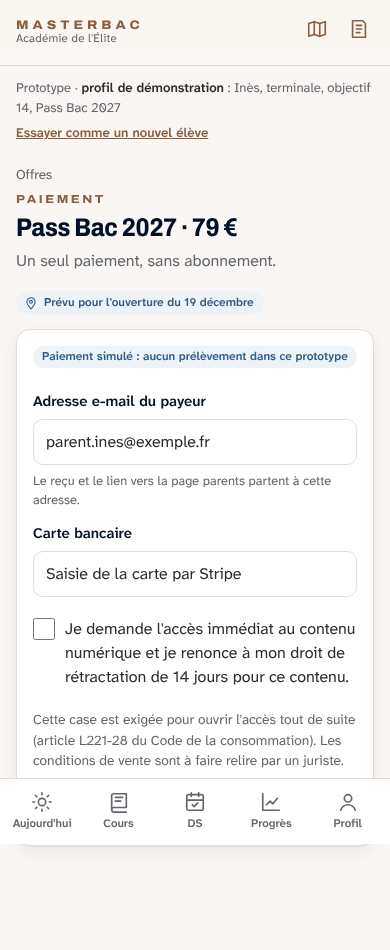 MASTERBAC
Académie de l'Élite
Prototype · profil de démonstration : Inès, terminale, objectif
14, Pass Bac 2027
Essayer comme un nouvel élève
Offres
PAIEMENT
Pass Bac 2027 · 79 €
Un seul paiement, sans abonnement.
Prévu pour l'ouverture du 19 décembre
Paiement simulé : aucun prélèvement dans ce prototype
Adresse e-mail du payeur
parent.ines@exemple.fr
Le reçu et le lien vers la page parents partent à cette
adresse.
Carte bancaire
Saisie de la carte par Stripe
Je demande l'accès immédiat au contenu
numérique et je renonce à mon droit de
rétractation de 14 jours pour ce contenu.
Cette case est exigée pour ouvrir l'accès tout de suite
(article L221-28 du Code de la consommation). Les
conditions de vente sont à faire relire par un juriste.
Aujourd'hui
Cours
DS
Progrès
Profil